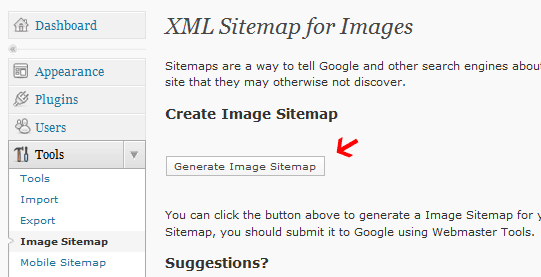 Dashboard
Appearance
Plugins
Users
Tools
Tools
Import
Export
Image Sitemap
Mobile Sitemap
XML Sitemap for Images
Sitemaps are a way to tell Google and other search engines abou
site that they may otherwise not discover.
Create Image Sitemap
Generate Image Sitemap
You can click the button above to generate a Image Sitemap for y
Sitemap, you should submit it to Google using Webmaster Tools.
Suggestions?